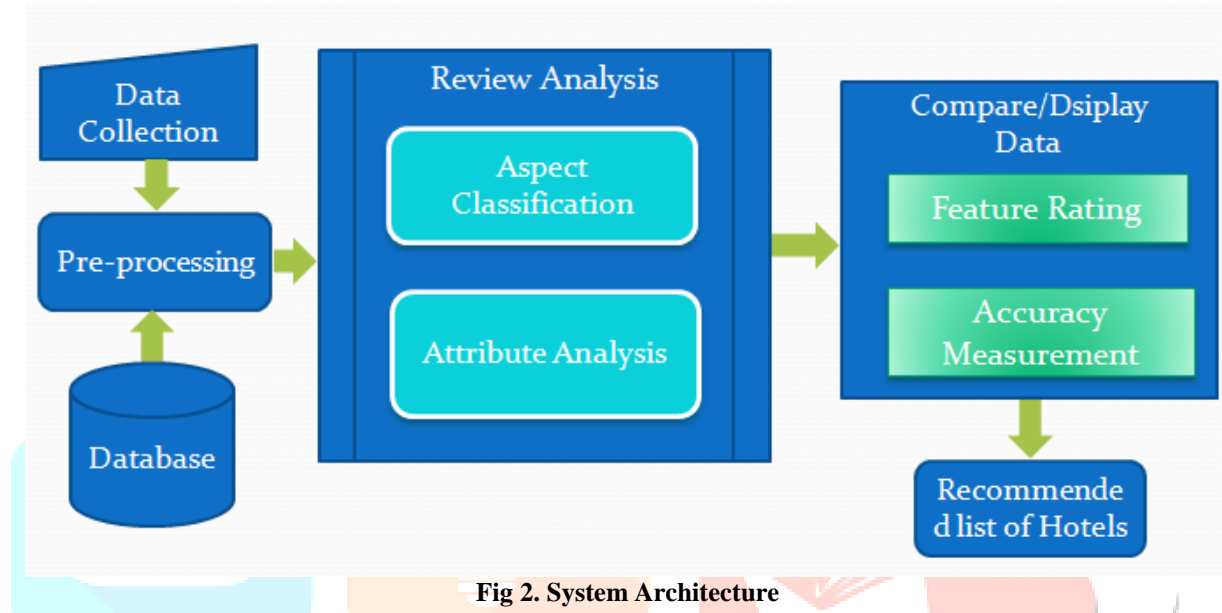 Data
Collection
Pre-processing
Database
Review Analysis
Aspect
Classification
Attribute Analysis
Compare/Dsiplay
Data
Feature Rating
Accuracy
Measurement
Recommende
d list of Hotels
Fig 2. System Architecture